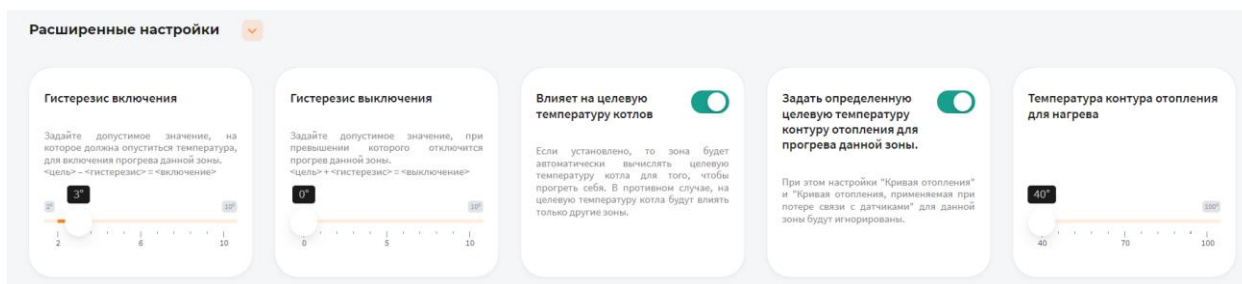 Расширенные настройки
Гистерезис включения
Задайте допустимое значение, на
которое должна опуститься температура,
для включения прогрева данной зоны.
<цель> – <гистерезис> = <включение>
3°
2°
10°
2
6
10
Гистерезис выключения
Задайте допустимое значение, при
превышении которого отключится
прогрев данной зоны.
<цель> + <гистерезис> = <выключение>
0°
10°
0
5
10
Влияет на целевую
температуру котлов
Если установлено, то зона будет
автоматически вычислять целевую
температуру котла для того, чтобы
прогреть себя. В противном случае, на
целевую температуру котла будут влиять
только другие зоны.
Задать определенную
целевую температуру
контуру отопления для
прогрева данной зоны.
При этом настройки "Кривая отопления"
и "Кривая отопления, применяемая при
потере связи с датчиками" для данной
зоны будут игнорированы.
Температура контура отопления
для нагрева
40°
100°
40
70
100